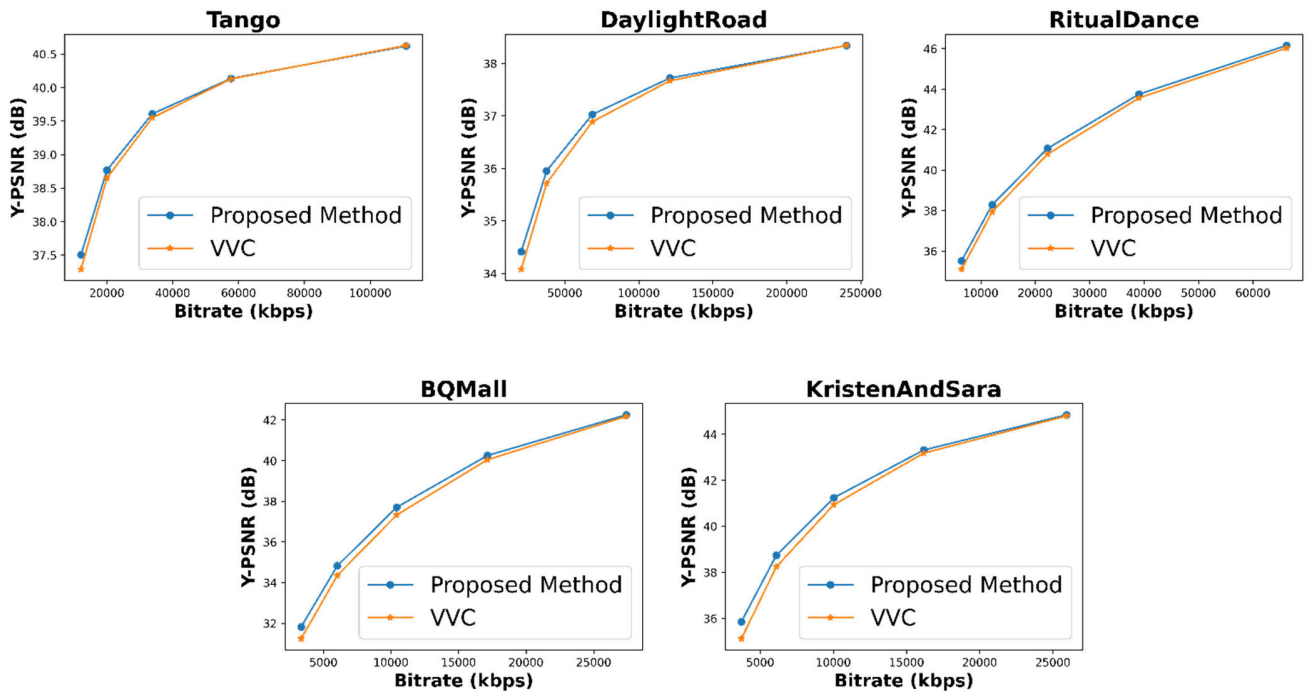 Tango
Y-PSNR (dB)
40.5
40.0
39.5
39.0
38.5
38.0
37.5
Proposed Method
VVC
20000 40000 60000 80000 100000
Bitrate (kbps)
DaylightRoad
Y-PSNR (dB)
38
37
36
35
34
Proposed Method
VVC
50000 100000 150000 200000 250000
Bitrate (kbps)
RitualDance
Y-PSNR (dB)
46
44
42
40
38
36
Proposed Method
VVC
10000 20000 30000 40000 50000 60000
Bitrate (kbps)
BQMall
Y-PSNR (dB)
42
40
38
36
34
32
Proposed Method
VVC
5000 10000 15000 20000 25000
Bitrate (kbps)
KristenAndSara
Y-PSNR (dB)
44
42
40
38
36
Proposed Method
VVC
5000 10000 15000 20000 25000
Bitrate (kbps)